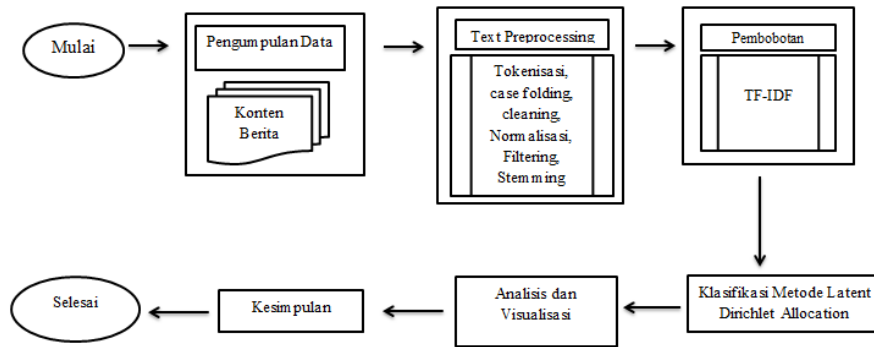 Mulai
Pengumpulan Data
Konten
Berita
Text Preprocessing
Tokenisasi,
case folding,
cleaning,
Normalisasi,
Filtering,
Stemming
Pembobotan
TF-IDF
Klasifikasi Metode Latent
Dirichlet Allocation
Analisis dan
Visualisasi
Kesimpulan
Selesai